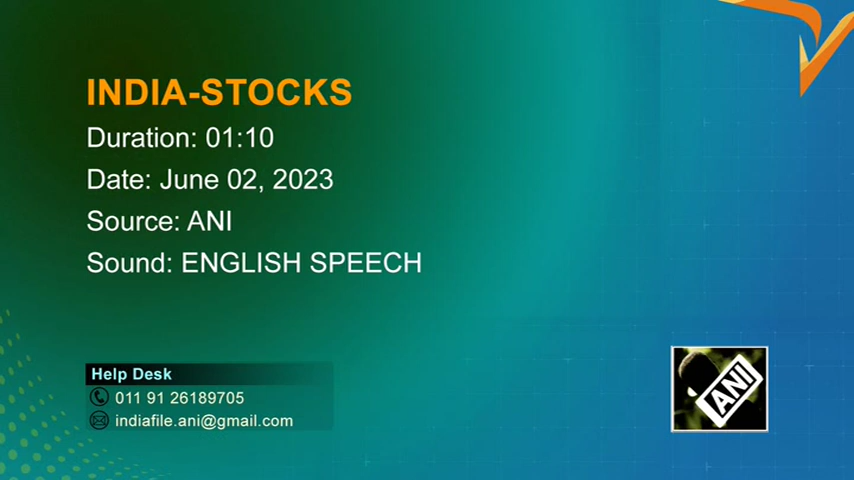 INDIA-STOCKS
Duration: 01:10
Date: June 02, 2023
Source: ANI
Sound: ENGLISH SPEECH
Help Desk
011 91 26189705
indiafile.ani@gmail.com
ANI